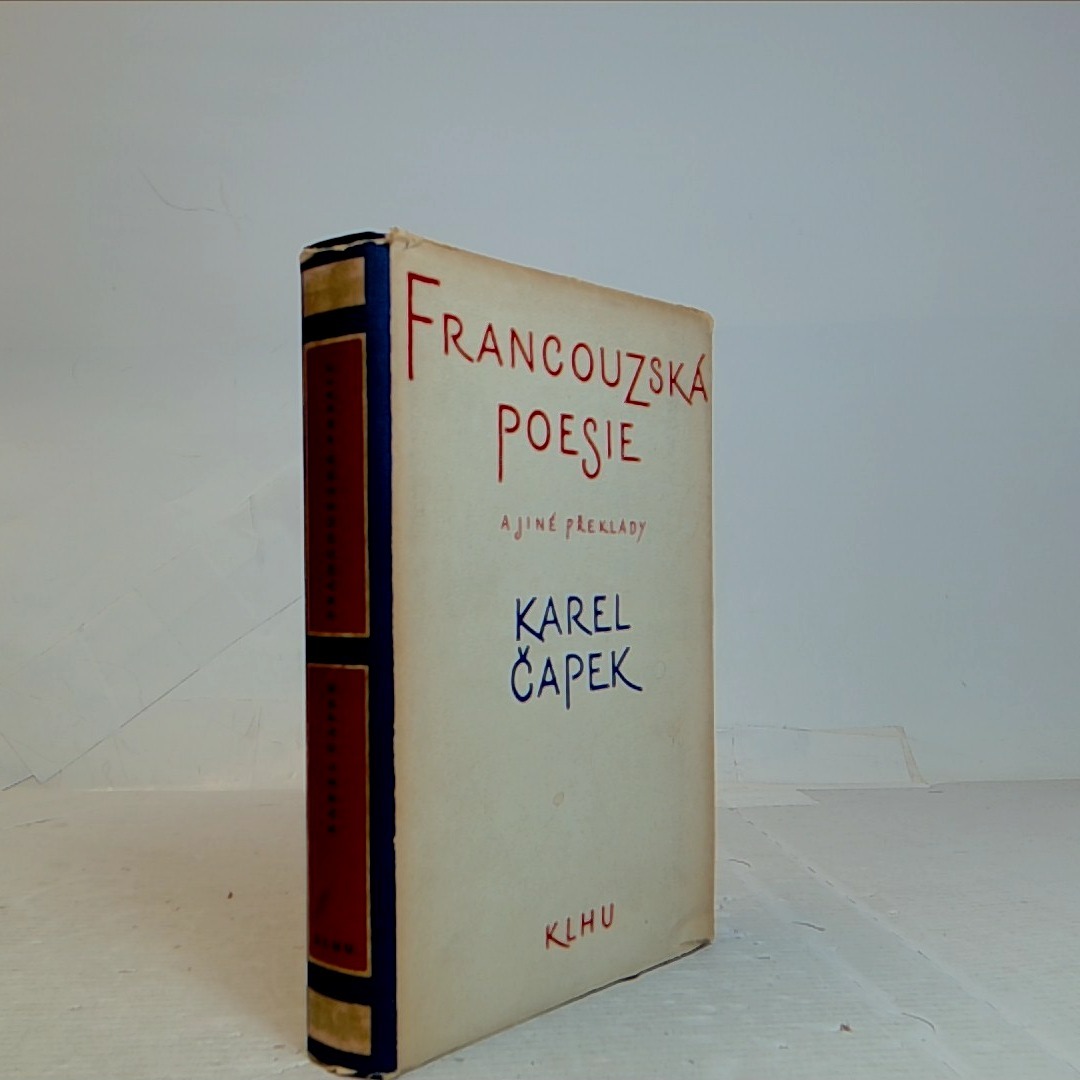 FRANCOUZSKÁ
POESIE
A JINÉ PŘEKLADY
KAREL
ČAPEK
KLHU